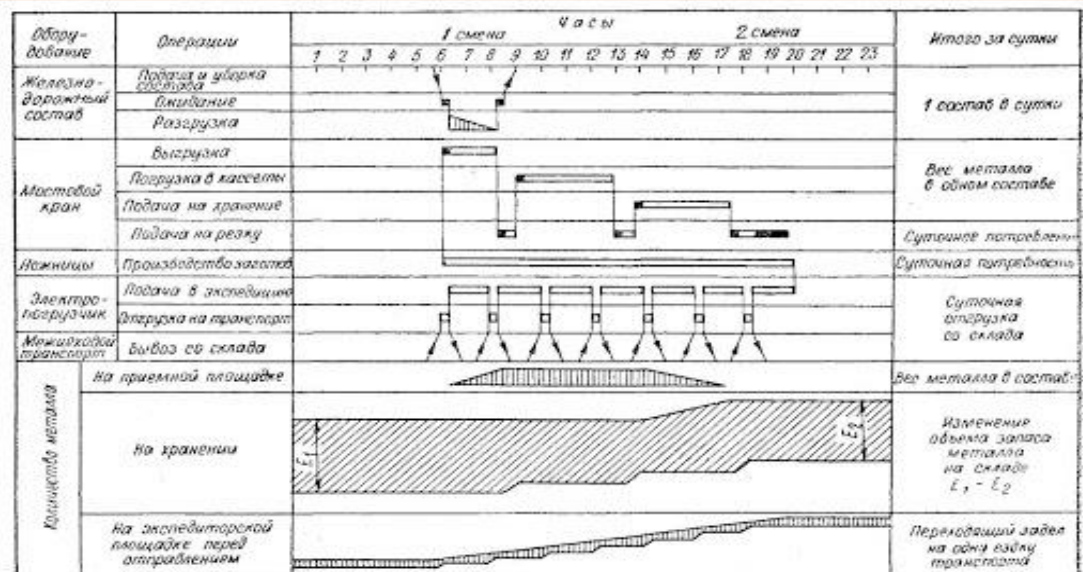 Обору-
дование
Операции
Часы
1 смена
2 смена
1 2 3 4 5 6 7 8 9 10 11 12 13 14 15 16 17 18 19 20 21 22 23
Итого за сутки
Железно-
дорожный
состав
Подача и уборка
состава
Ожидание
Разгрузка
1 состав в сутки
Мостовой
кран
Выгрузка
Погрузка в кассеты
Подача на хранение
Подача на резку
Вес металла
в одном составе
Суточное потреблени
Ножницы
Производство заготов
Суточная потребность
Электро-
погрузчик
Подача в экспедицию
Отгрузка на транспорт
Суточная
отгрузка
со склада
Межцеховой
транспорт
Вывоз со склада
Количество металла
На приемной площадке
Вес металла в составе
На хранении
E1
E2
Изменение
объема запаса
металла
на складе
E1 - E2
На экспедиторской
площадке перед
отправлением
Переходящий задел
на одну ездку
транспорта